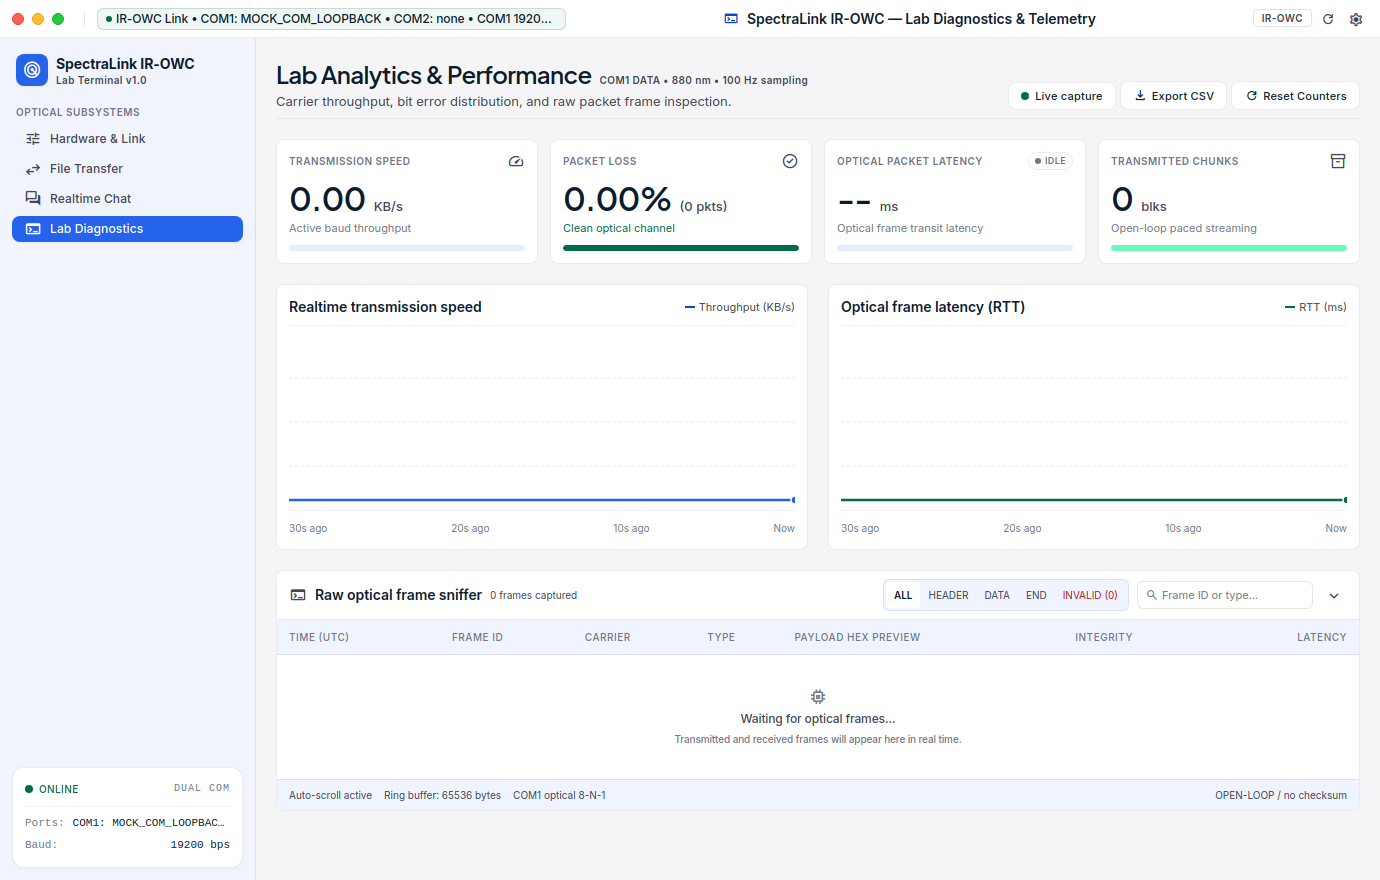 IR-OWC Link • COM1: MOCK_COM_LOOPBACK • COM2: none • COM1 1920...
SpectraLink IR-OWC — Lab Diagnostics & Telemetry
IR-OWC
SpectraLink IR-OWC
Lab Terminal v1.0
OPTICAL SUBSYSTEMS
Hardware & Link
File Transfer
Realtime Chat
Lab Diagnostics
ONLINE
DUAL COM
Ports: COM1: MOCK_COM_LOOPBAC…
Baud: 19200 bps
Lab Analytics & Performance COM1 DATA • 880 nm • 100 Hz sampling
Carrier throughput, bit error distribution, and raw packet frame inspection.
Live capture
Export CSV
Reset Counters
TRANSMISSION SPEED
0.00 KB/s
Active baud throughput
PACKET LOSS
0.00% (0 pkts)
Clean optical channel
OPTICAL PACKET LATENCY
IDLE
-- ms
Optical frame transit latency
TRANSMITTED CHUNKS
0 blks
Open-loop paced streaming
Realtime transmission speed
Throughput (KB/s)
30s ago 20s ago 10s ago Now
Optical frame latency (RTT)
RTT (ms)
30s ago 20s ago 10s ago Now
Raw optical frame sniffer 0 frames captured
ALL HEADER DATA END INVALID (0)
Frame ID or type...
TIME (UTC) FRAME ID CARRIER TYPE PAYLOAD HEX PREVIEW INTEGRITY LATENCY
Waiting for optical frames...
Transmitted and received frames will appear here in real time.
Auto-scroll active Ring buffer: 65536 bytes COM1 optical 8-N-1 OPEN-LOOP / no checksum